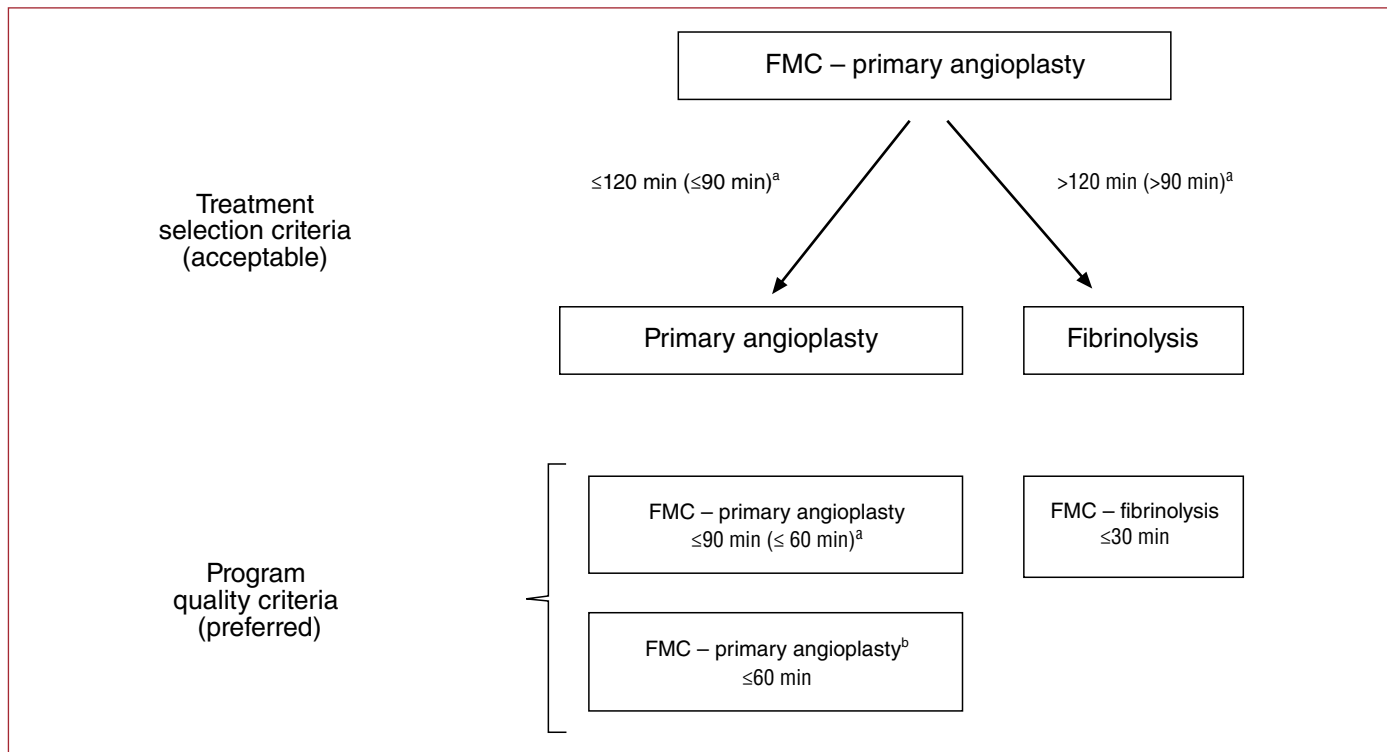 FMC – primary angioplasty
≤120 min (≤90 min)ᵃ
>120 min (>90 min)ᵃ
Treatment
selection criteria
(acceptable)
Primary angioplasty
Fibrinolysis
FMC – primary angioplasty
≤90 min (≤ 60 min)ᵃ
FMC – fibrinolysis
≤30 min
Program
quality criteria
(preferred)
FMC – primary angioplastyᵇ
≤60 min